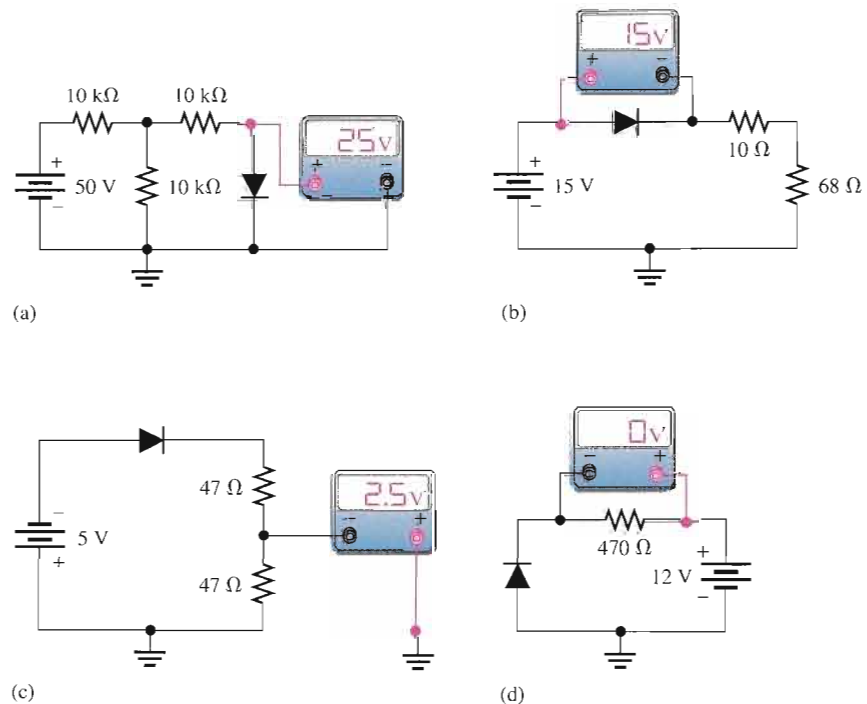 15V
+ -
10 kΩ 10 kΩ
25V
+ -
10 Ω
+
50 V
-
10 kΩ
+
15 V
-
68 Ω
(a)
(b)
0V
- +
47 Ω
2.5V
- +
470 Ω
-
5 V
+
47 Ω
+
12 V
-
(c)
(d)